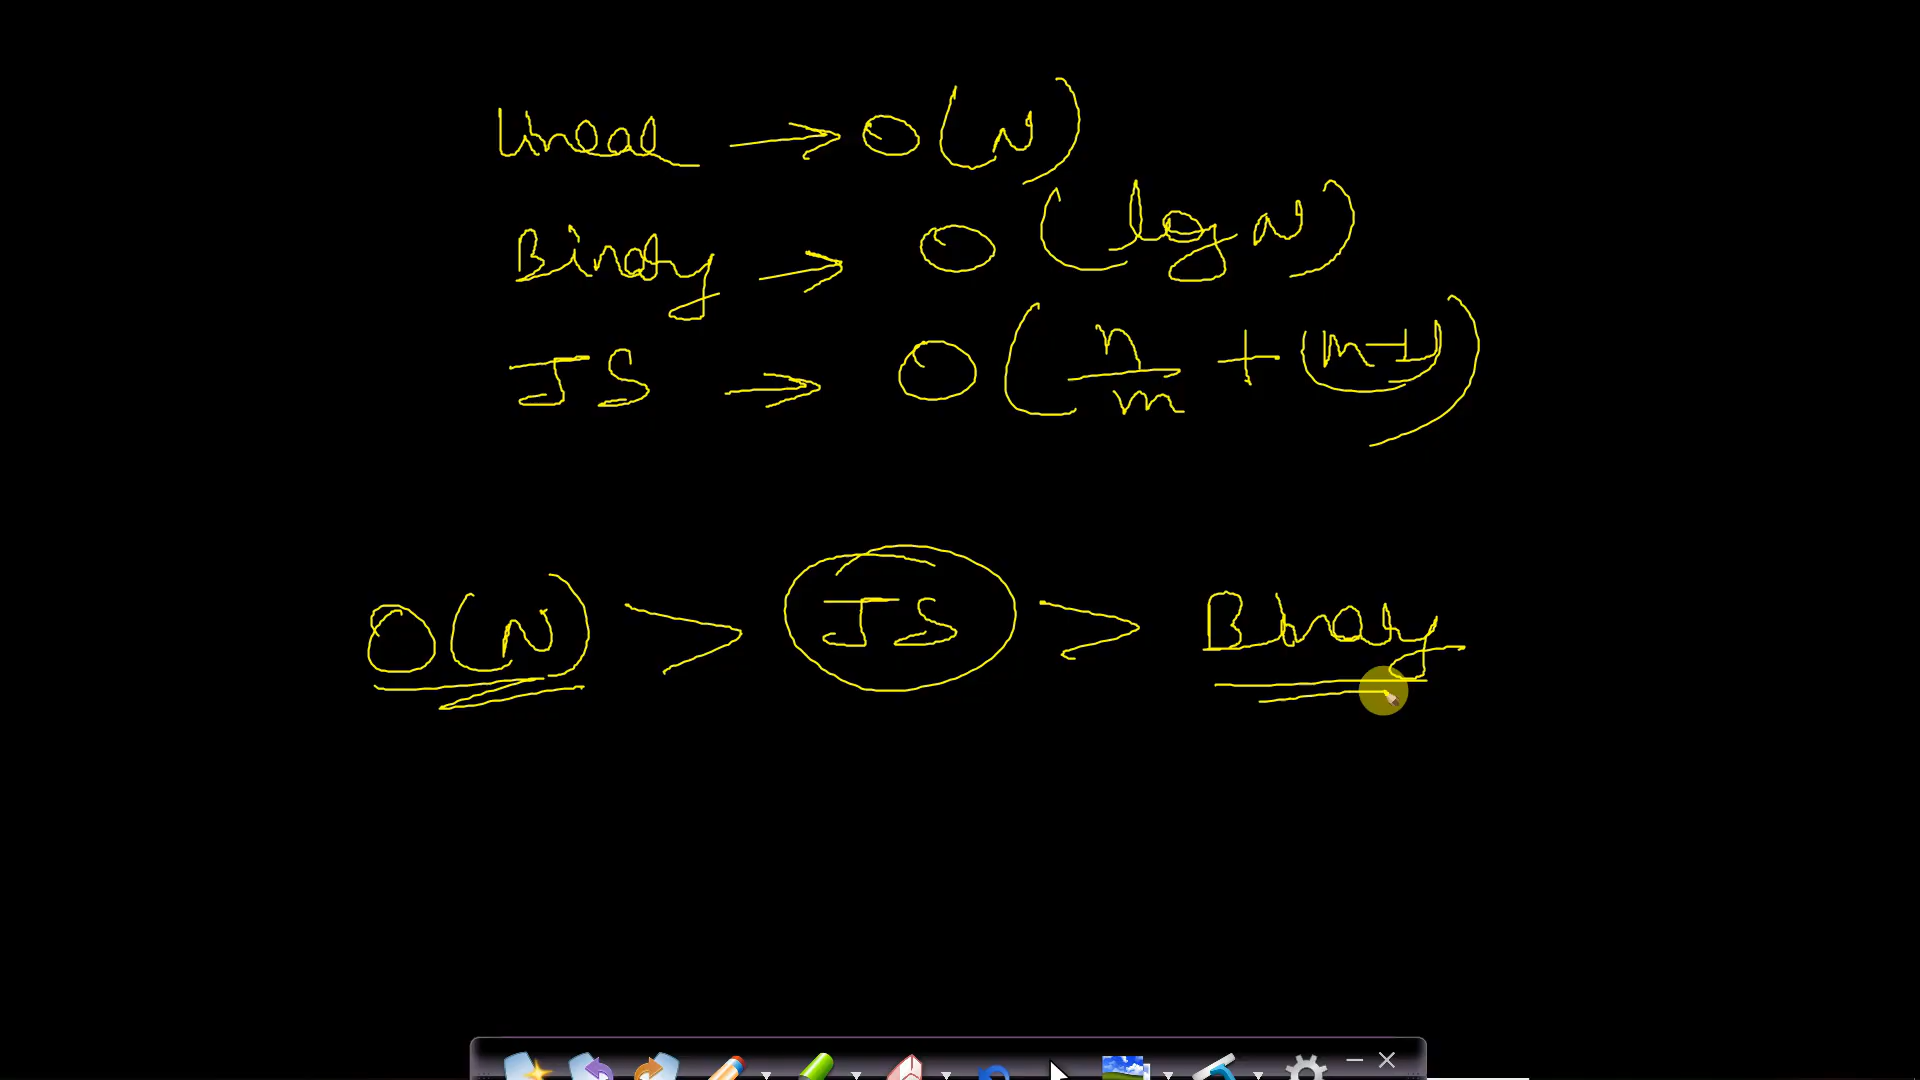 Linear → O(N)
Binary → O(log N)
JS → O(n/m + (m-1))
O(N) > JS > Binary